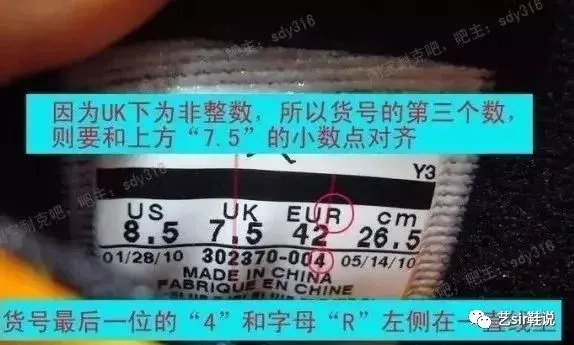 因为UK下为非整数，所以货号的第三个数，
则要和上方“7.5”的小数点对齐
Y3
US UK EUR cm
8.5 7.5 42 26.5
01/28/10 302370-004 05/14/10
MADE IN CHINA
FABRIQUE EN CHINE
货号最后一位的“4”和字母“R”左侧在一
艺sir鞋说
吧主：sdy316